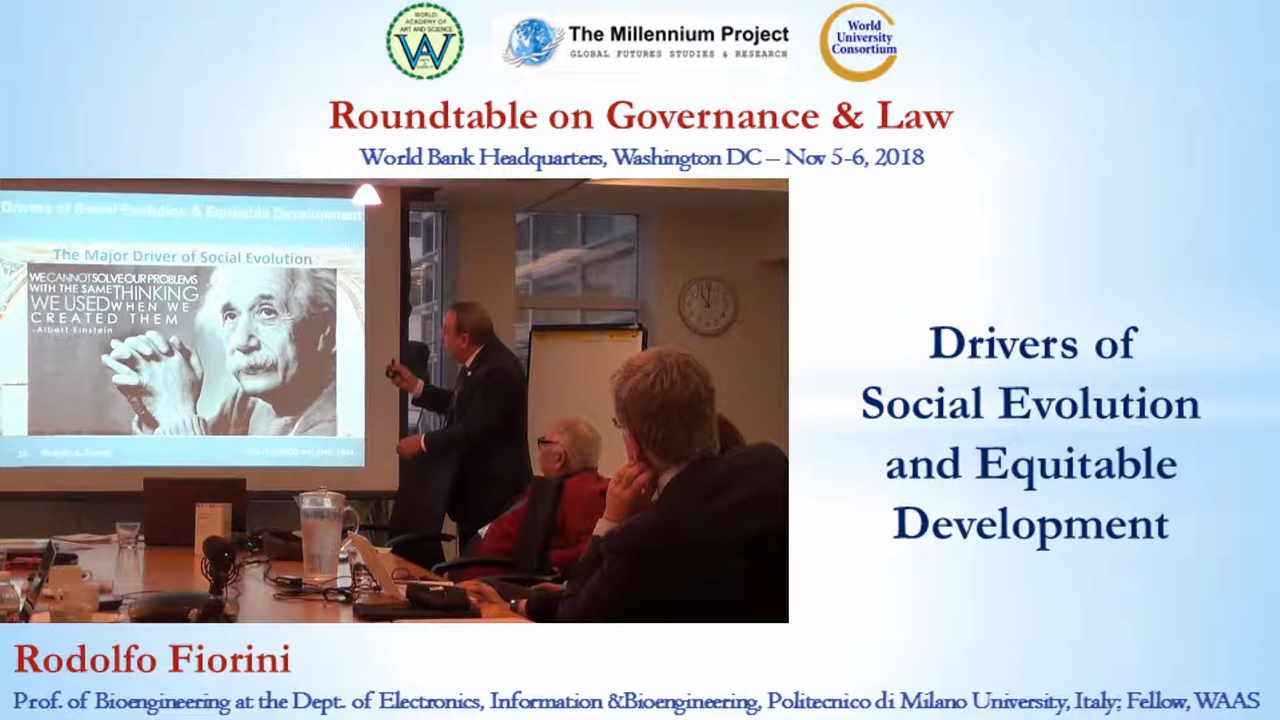 WORLD
ACADEMY OF
ART AND SCIENCE
The Millennium Project
GLOBAL FUTURES STUDIES & RESEARCH
World
University
Consortium
Roundtable on Governance & Law
World Bank Headquarters, Washington DC – Nov 5-6, 2018
Drivers of Social Evolution & Equitable Development
The Major Driver of Social Evolution
WE CANNOT SOLVE OUR PROBLEMS
WITH THE SAME THINKING
WE USED WHEN WE
CREATED THEM
-Albert Einstein
Drivers of
Social Evolution
and Equitable
Development
Rodolfo Fiorini
Prof. of Bioengineering at the Dept. of Electronics, Information &Bioengineering, Politecnico di Milano University, Italy; Fellow, WAAS